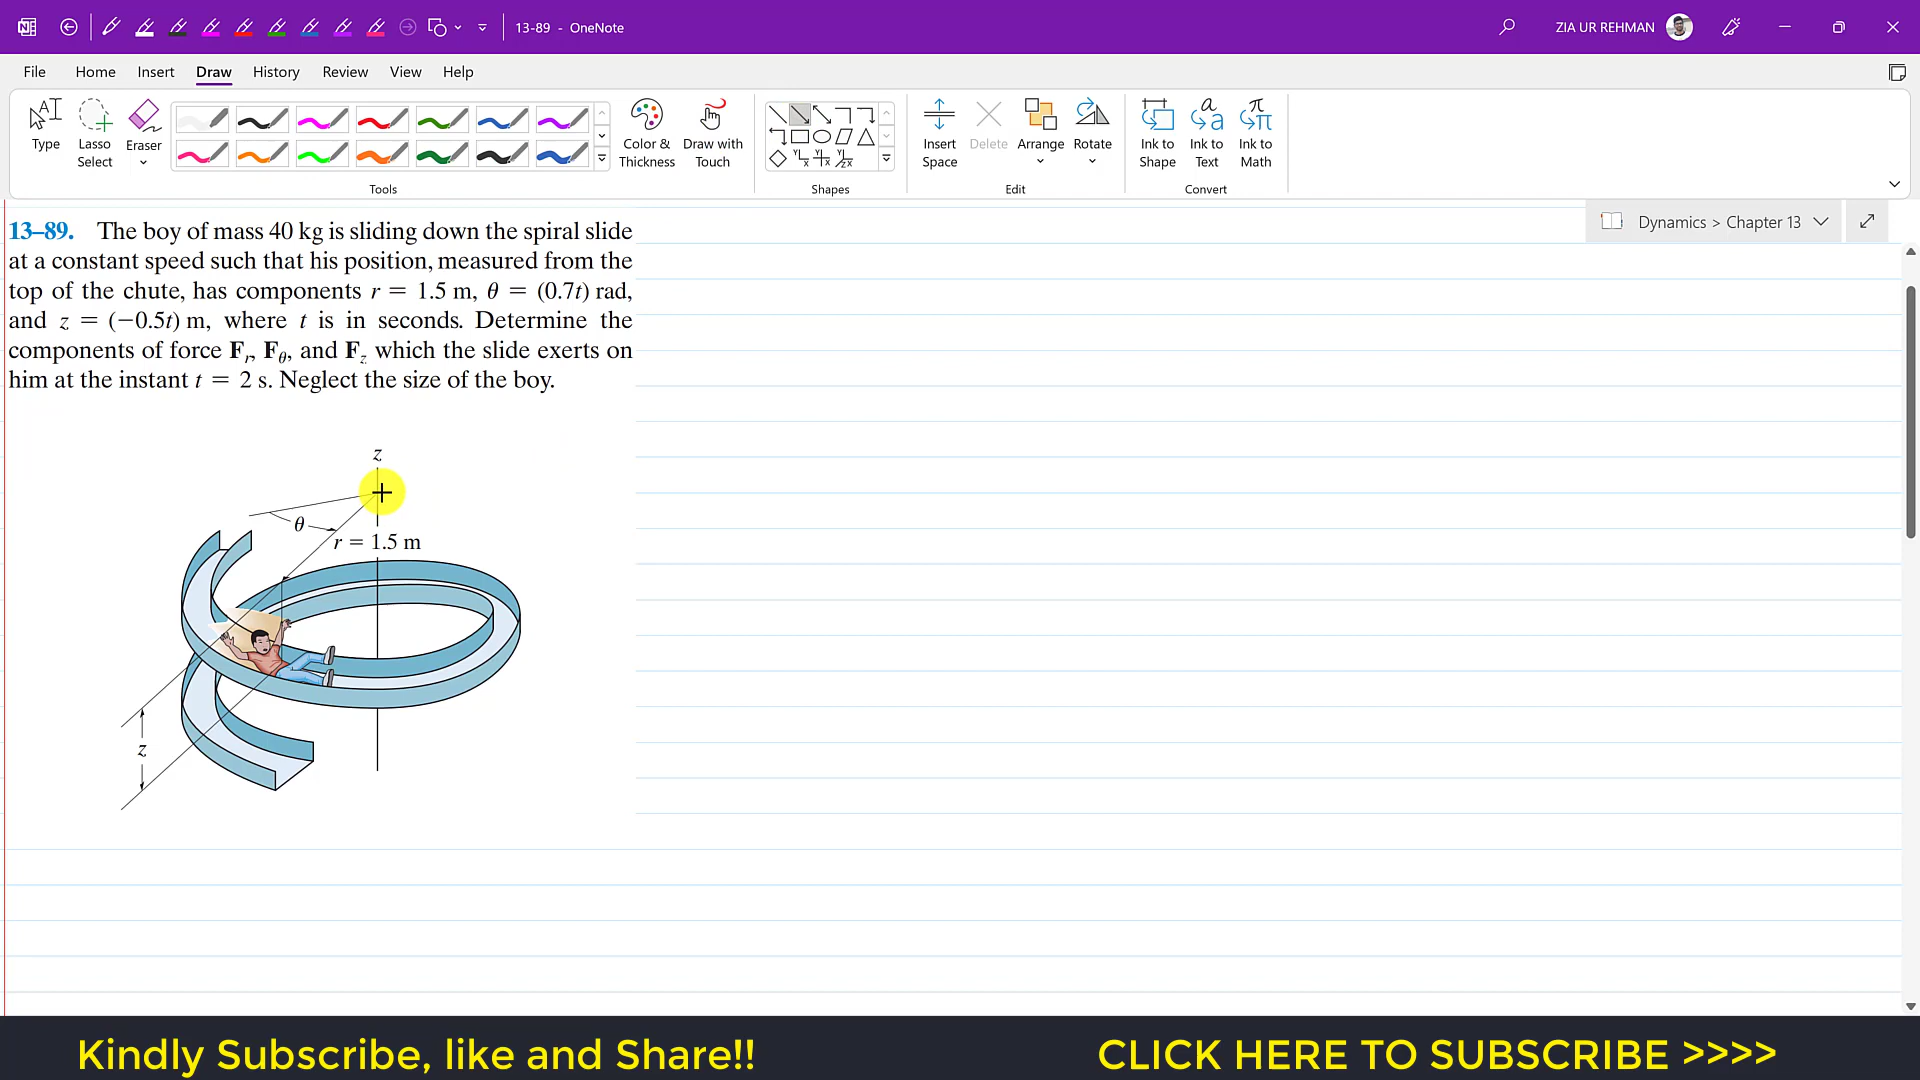 13-89 - OneNote
ZIA UR REHMAN
File Home Insert Draw History Review View Help
Type
Lasso Select
Eraser
Color & Thickness
Draw with Touch
Insert Space
Delete
Arrange
Rotate
Ink to Shape
Ink to Text
Ink to Math
Tools
Shapes
Edit
Convert
Dynamics > Chapter 13
13–89. The boy of mass 40 kg is sliding down the spiral slide
at a constant speed such that his position, measured from the
top of the chute, has components r = 1.5 m, θ = (0.7t) rad,
and z = (−0.5t) m, where t is in seconds. Determine the
components of force Fr, Fθ, and Fz which the slide exerts on
him at the instant t = 2 s. Neglect the size of the boy.
z
θ
r = 1.5 m
z
Kindly Subscribe, like and Share!!
CLICK HERE TO SUBSCRIBE >>>>